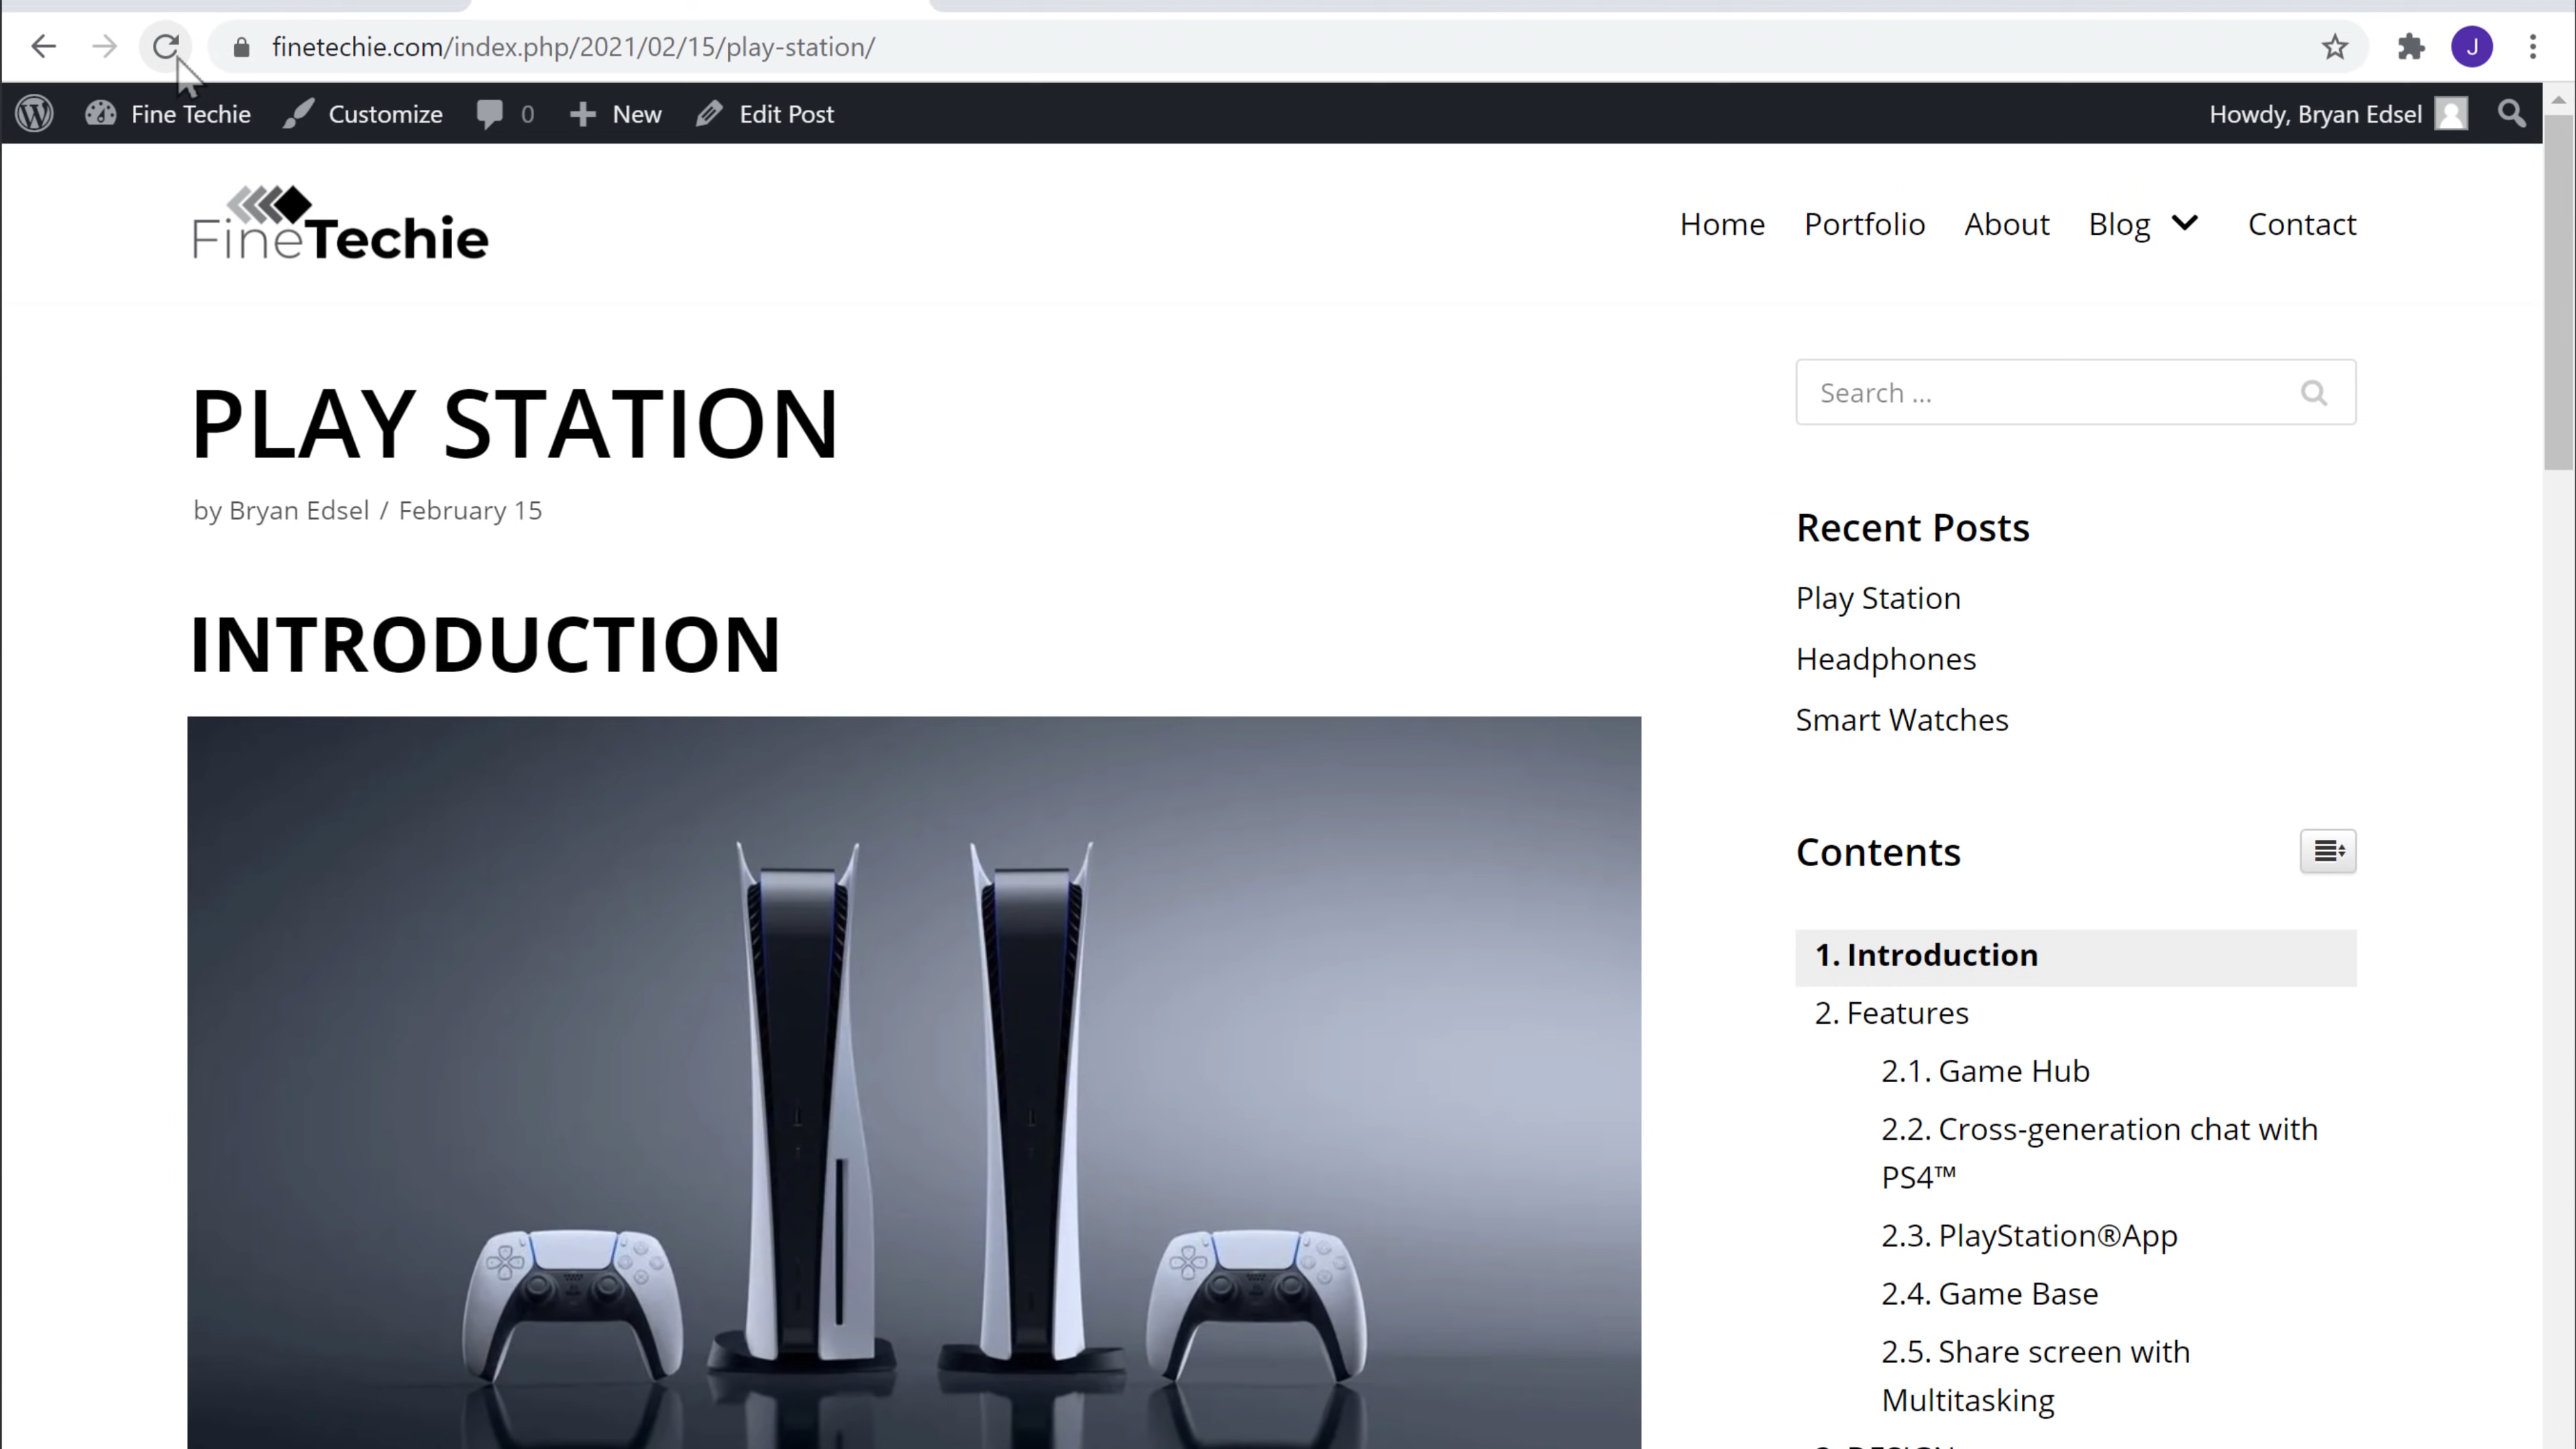 finetechie.com/index.php/2021/02/15/play-station/
J
Fine Techie
Customize
0
New
Edit Post
Howdy, Bryan Edsel
FineTechie
Home
Portfolio
About
Blog
Contact
PLAY STATION
by Bryan Edsel / February 15
INTRODUCTION
Search ...
Recent Posts
Play Station
Headphones
Smart Watches
Contents
1. Introduction
2. Features
2.1. Game Hub
2.2. Cross-generation chat with
PS4™
2.3. PlayStation®App
2.4. Game Base
2.5. Share screen with
Multitasking